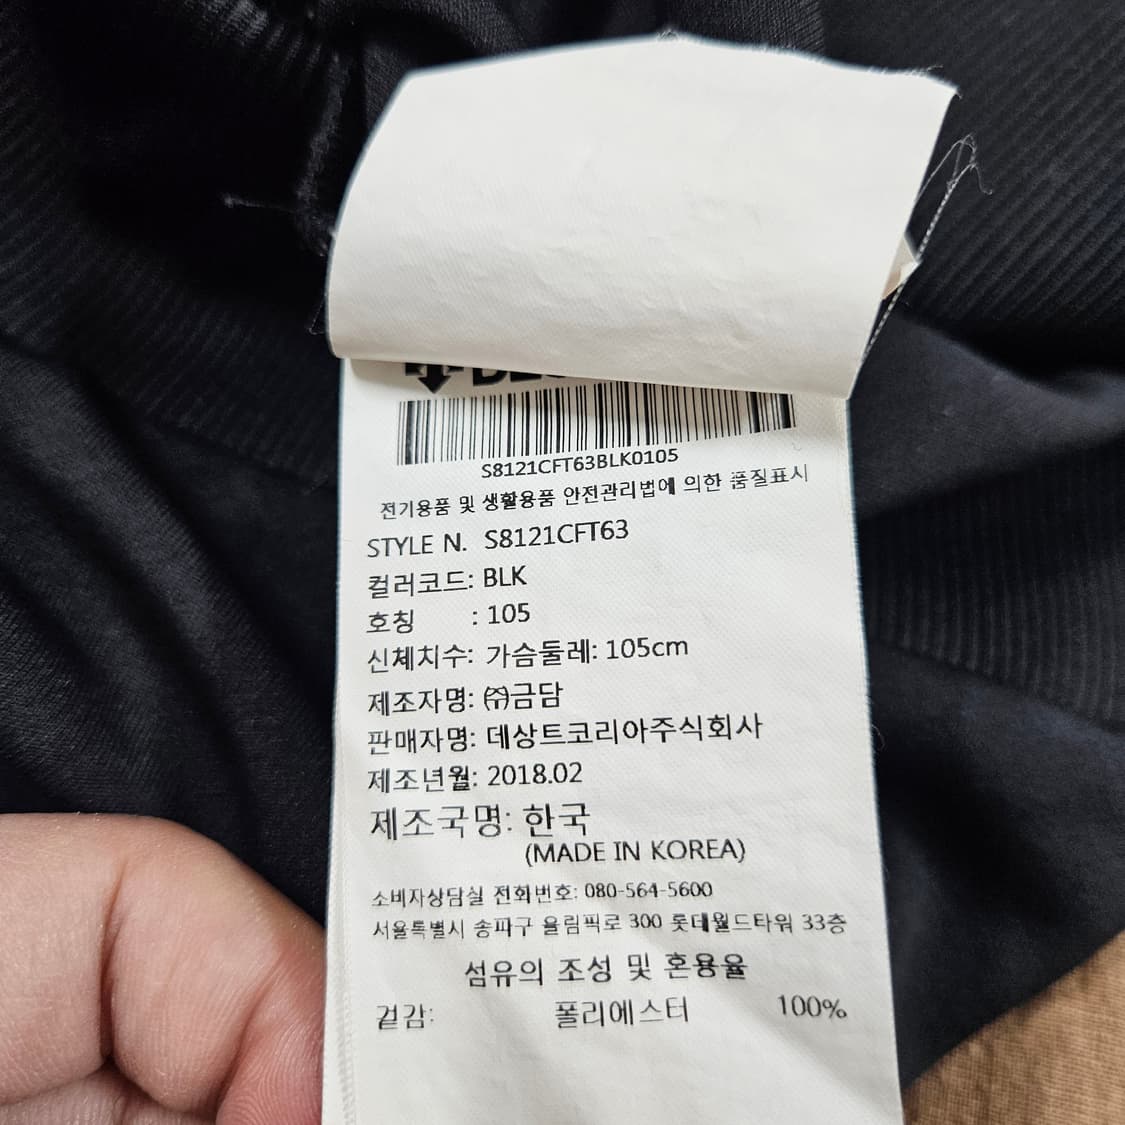 S8121CFT63BLK0105
전기용품 및 생활용품 안전관리법에 의한 품질표시
STYLE N. S8121CFT63
컬러코드: BLK
호칭 : 105
신체치수: 가슴둘레: 105cm
제조자명: ㈜금담
판매자명: 데상트코리아주식회사
제조년월: 2018.02
제조국명: 한국
(MADE IN KOREA)
소비자상담실 전화번호: 080-564-5600
서울특별시 송파구 올림픽로 300 롯데월드타워 33층
섬유의 조성 및 혼용율
겉감: 폴리에스터 100%